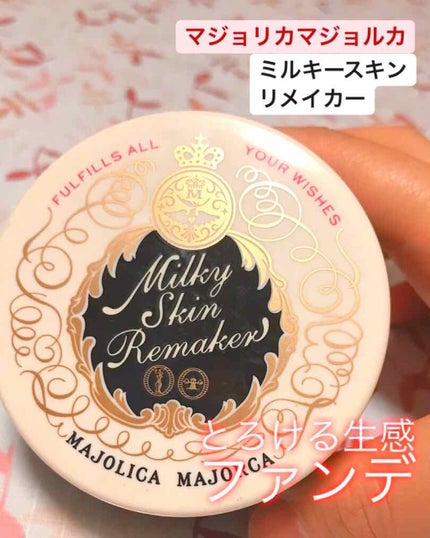 マジョリカマジョルカ
ミルキースキン
リメイカー
FULFILLS ALL YOUR WISHES
M
Milky
Skin
Remaker
MAJOLICA MAJORCA
とろける生感
ファンデ